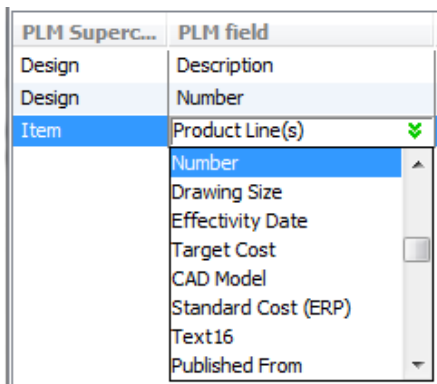 PLM Superc... PLM field
Design Description
Design Number
Item Product Line(s)
Number
Drawing Size
Effectivity Date
Target Cost
CAD Model
Standard Cost (ERP)
Text16
Published From